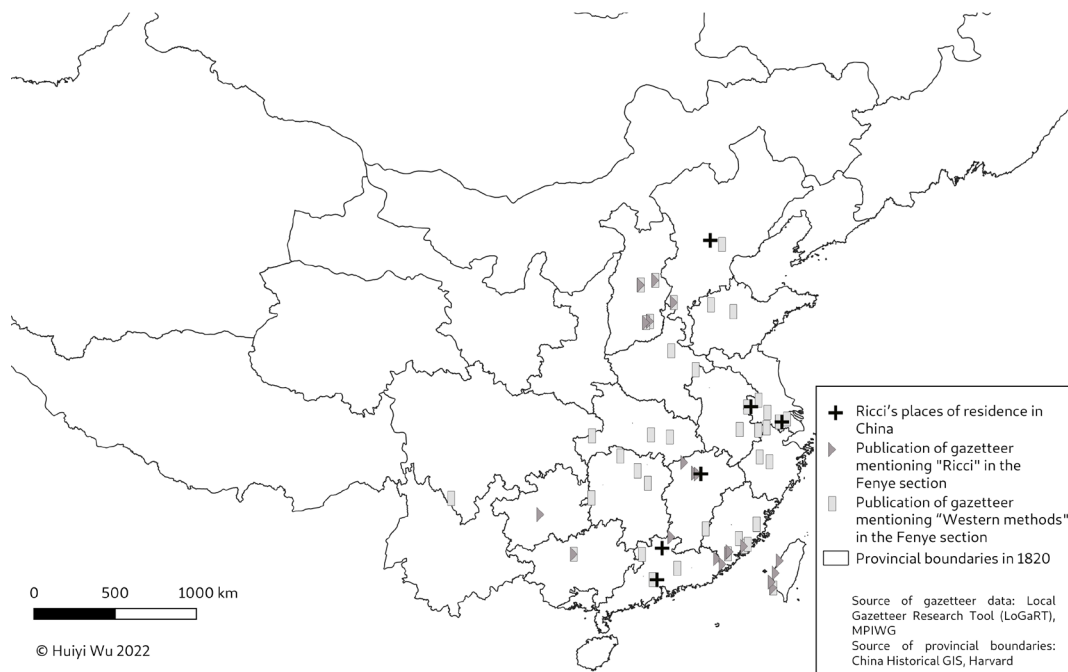 Ricci's places of residence in
China
Publication of gazetteer
mentioning "Ricci" in the
Fenye section
Publication of gazetteer
mentioning “Western methods"
in the Fenye section
Provincial boundaries in 1820
Source of gazetteer data: Local
Gazetteer Research Tool (LoGaRT),
MPIWG
Source of provincial boundaries:
China Historical GIS, Harvard
0 500 1000 km
© Huiyi Wu 2022